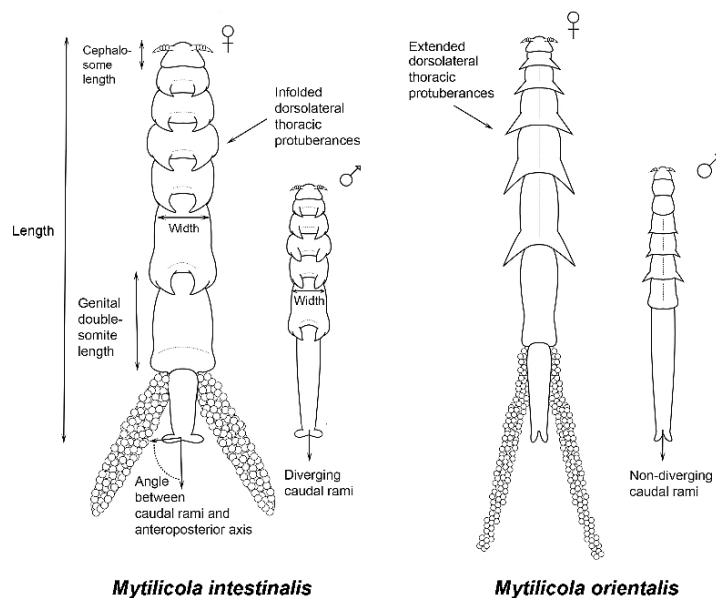 Cephalo-
some
length
♀
Infolded
dorsolateral
thoracic
protuberances
♂
Length
Width
Genital
double-
somite
length
Width
Angle
between
caudal rami and
anteroposterior axis
Diverging
caudal rami
Mytilicola intestinalis
Extended
dorsolateral
thoracic
protuberances
♀
♂
Non-diverging
caudal rami
Mytilicola orientalis